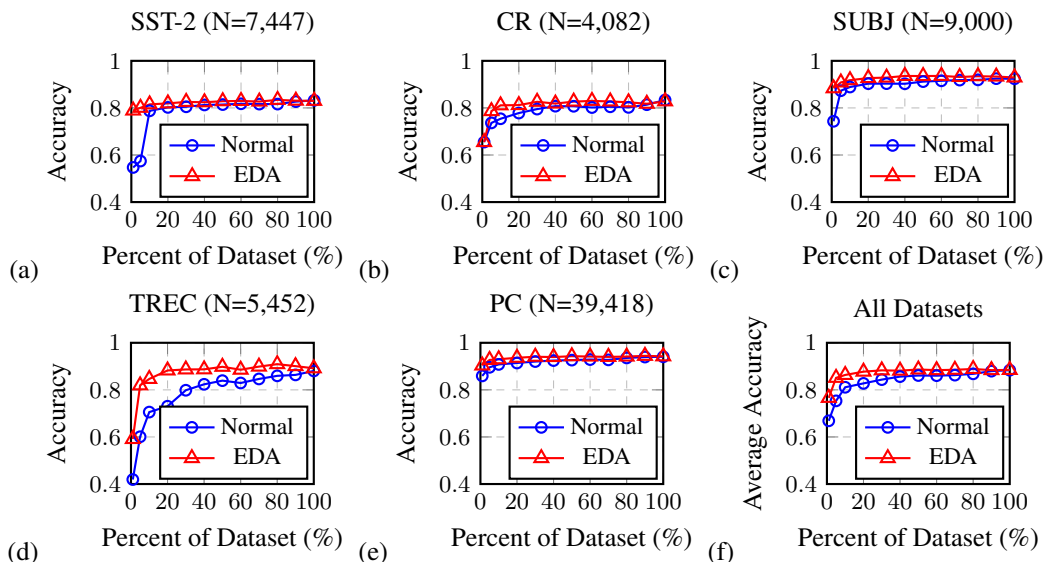 SST-2 (N=7,447)
1
0.8
0.6
0.4
Accuracy
Normal
EDA
0 20 40 60 80 100
Percent of Dataset (%)
(a)
CR (N=4,082)
1
0.8
0.6
0.4
Accuracy
Normal
EDA
0 20 40 60 80 100
Percent of Dataset (%)
(b)
SUBJ (N=9,000)
1
0.8
0.6
0.4
Accuracy
Normal
EDA
0 20 40 60 80 100
Percent of Dataset (%)
(c)
TREC (N=5,452)
1
0.8
0.6
0.4
Accuracy
Normal
EDA
0 20 40 60 80 100
Percent of Dataset (%)
(d)
PC (N=39,418)
1
0.8
0.6
0.4
Accuracy
Normal
EDA
0 20 40 60 80 100
Percent of Dataset (%)
(e)
All Datasets
1
0.8
0.6
0.4
Average Accuracy
Normal
EDA
0 20 40 60 80 100
Percent of Dataset (%)
(f)